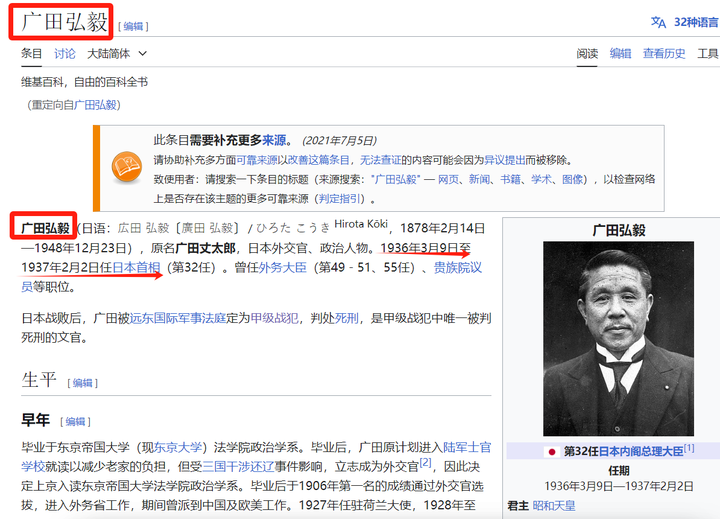 广田弘毅 [编辑]
32种语言
条目 讨论 大陆简体
阅读 编辑 查看历史 工具
维基百科，自由的百科全书
（重定向自广田弘毅）
此条目需要补充更多来源。 (2021年7月5日)
请协助补充多方面可靠来源以改善这篇条目，无法查证的内容可能会因为异议提出而被移除。
致使用者：请搜索一下条目的标题（来源搜索："广田弘毅" — 网页、新闻、书籍、学术、图像），以检查网络
上是否存在该主题的更多可靠来源（判定指引）。
广田弘毅（日语：広田 弘毅〔廣田 弘毅〕 / ひろた こうき Hirota Kōki，1878年2月14日
—1948年12月23日），原名广田丈太郎，日本外交官、政治人物。1936年3月9日至
1937年2月2日任日本首相（第32任）。曾任外务大臣（第49 - 51、55任）、贵族院议
员等职位。
日本战败后，广田被远东国际军事法庭定为甲级战犯，判处死刑，是甲级战犯中唯一被判
死刑的文官。
生平 [编辑]
早年 [编辑]
毕业于东京帝国大学（现东京大学）法学院政治学系。毕业后，广田原计划进入陆军士官
学校就读以减少老家的负担，但受三国干涉还辽事件影响，立志成为外交官[2]，因此决
定上京入读东京帝国大学法学院政治学系。毕业后于1906年第一名的成绩通过外交官选
拔，进入外务省工作，期间曾派到中国及欧美工作。1927年任驻荷兰大使，1928年至
广田弘毅
第32任日本内阁总理大臣[1]
任期
1936年3月9日—1937年2月2日
君主 昭和天皇